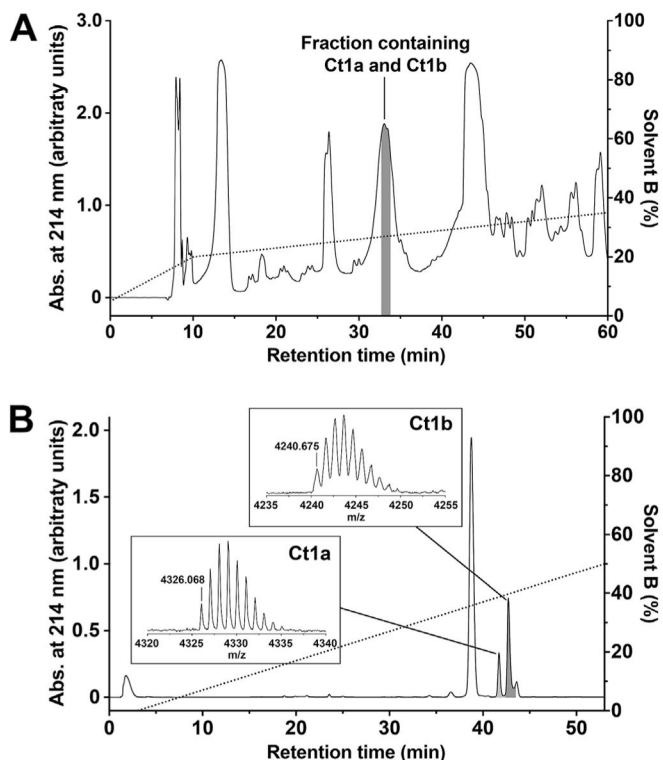 A
Fraction containing
Ct1a and Ct1b
Abs. at 214 nm (arbitraty units)
3.0
2.0
1.0
0
Solvent B (%)
100
80
60
40
20
0
0 10 20 30 40 50 60
Retention time (min)
B
Abs. at 214 nm (arbitraty units)
2.0
1.5
1.0
0.5
0
Ct1b
4240.675
4235 4240 4245 4250 4255
m/z
Ct1a
4326.068
4320 4325 4330 4335 4340
m/z
Solvent B (%)
100
80
60
40
20
0
0 10 20 30 40 50
Retention time (min)